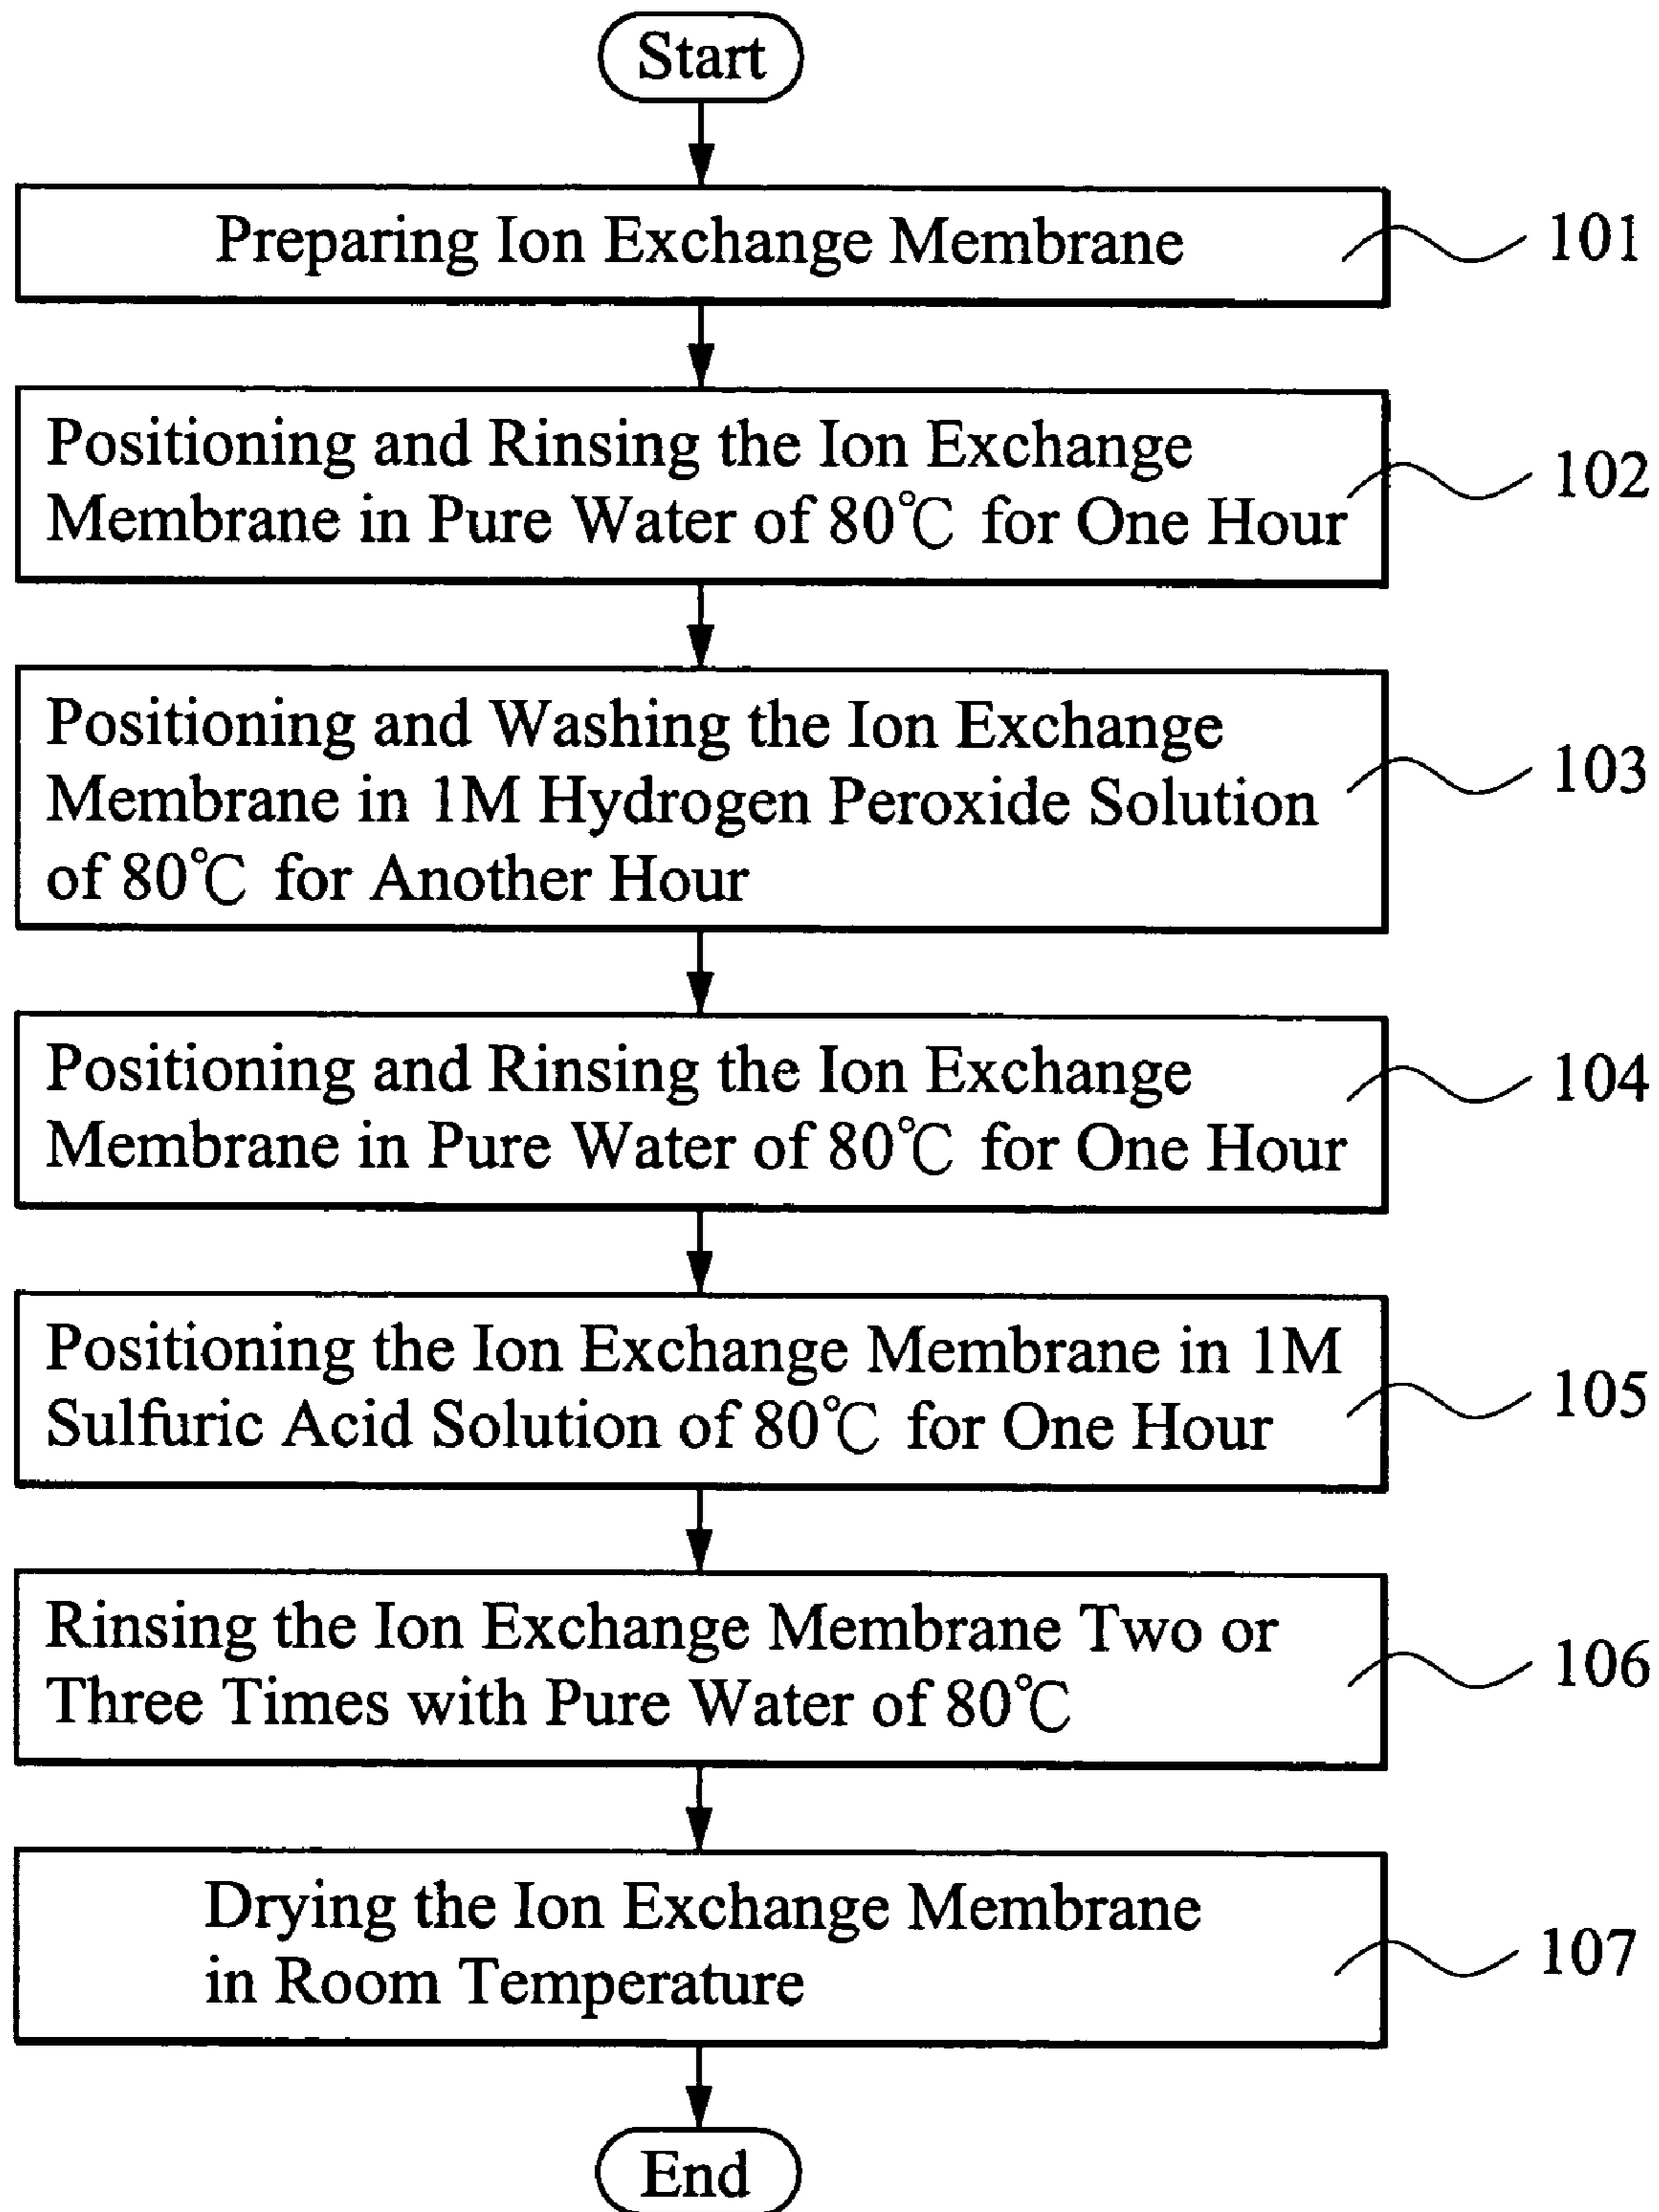 Start
Preparing Ion Exchange Membrane
101
Positioning and Rinsing the Ion Exchange
Membrane in Pure Water of 80℃ for One Hour
102
Positioning and Washing the Ion Exchange
Membrane in 1M Hydrogen Peroxide Solution
of 80℃ for Another Hour
103
Positioning and Rinsing the Ion Exchange
Membrane in Pure Water of 80℃ for One Hour
104
Positioning the Ion Exchange Membrane in 1M
Sulfuric Acid Solution of 80℃ for One Hour
105
Rinsing the Ion Exchange Membrane Two or
Three Times with Pure Water of 80℃
106
Drying the Ion Exchange Membrane
in Room Temperature
107
End